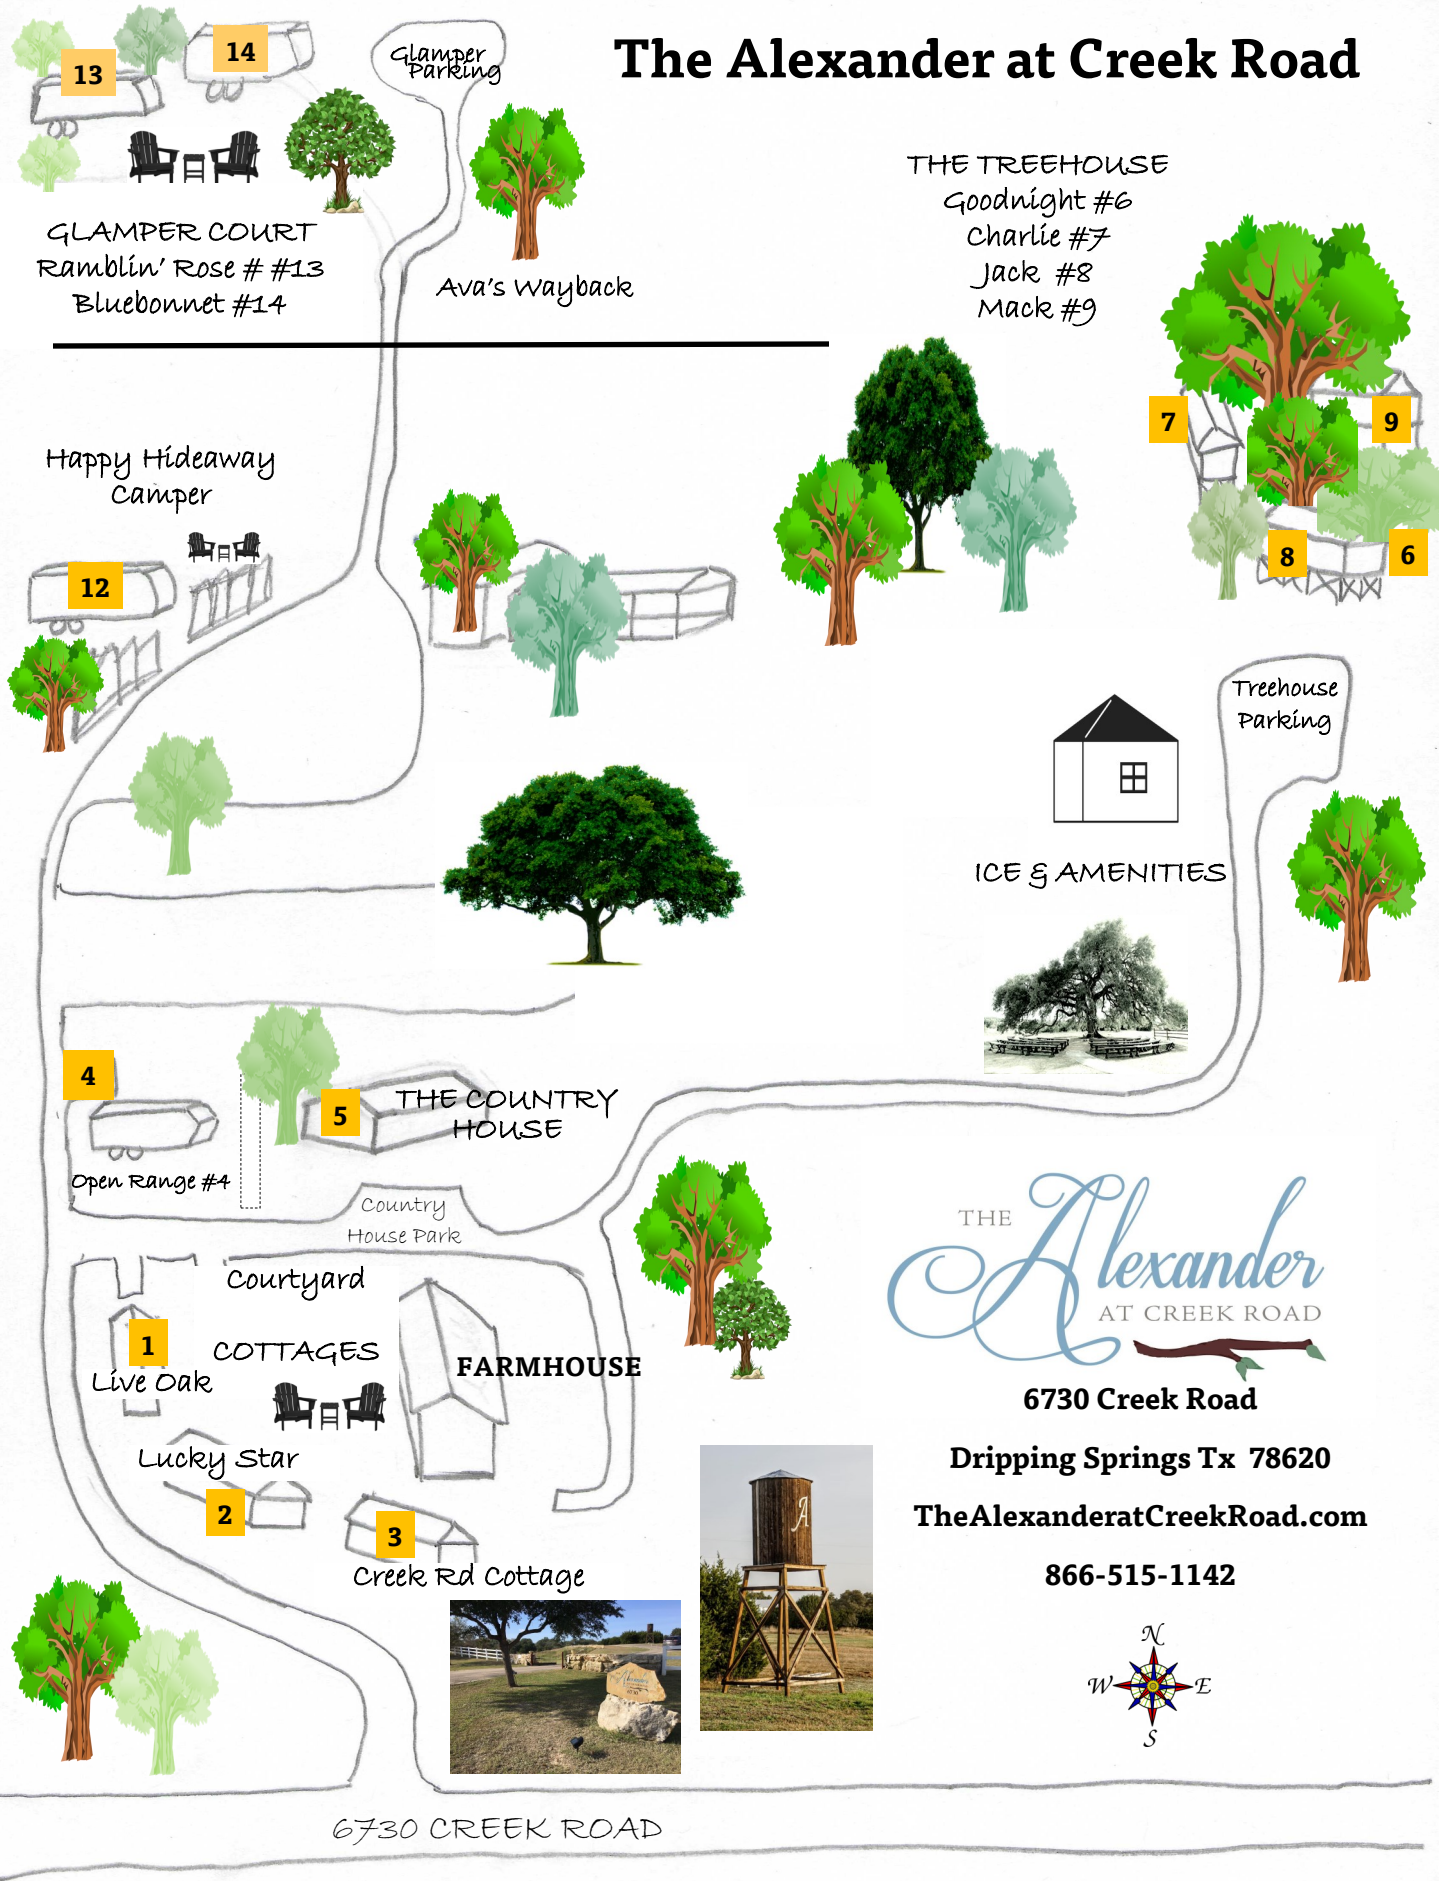 The Alexander at Creek Road
13
14
Glamper
Parking
GLAMPER COURT
Ramblin' Rose # #13
Bluebonnet #14
Ava's Wayback
THE TREEHOUSE
Goodnight #6
Charlie #7
Jack #8
Mack #9
7
9
8
6
Happy Hideaway
Camper
12
Treehouse
Parking
ICE & AMENITIES
4
5
THE COUNTRY
HOUSE
Open Range #4
Country
House Park
Courtyard
1
COTTAGES
Live Oak
FARMHOUSE
Lucky Star
2
3
Creek Rd Cottage
THE
Alexander
AT CREEK ROAD
6730 Creek Road
Dripping Springs Tx 78620
TheAlexanderatCreekRoad.com
866-515-1142
A
N
W
E
S
6730 CREEK ROAD